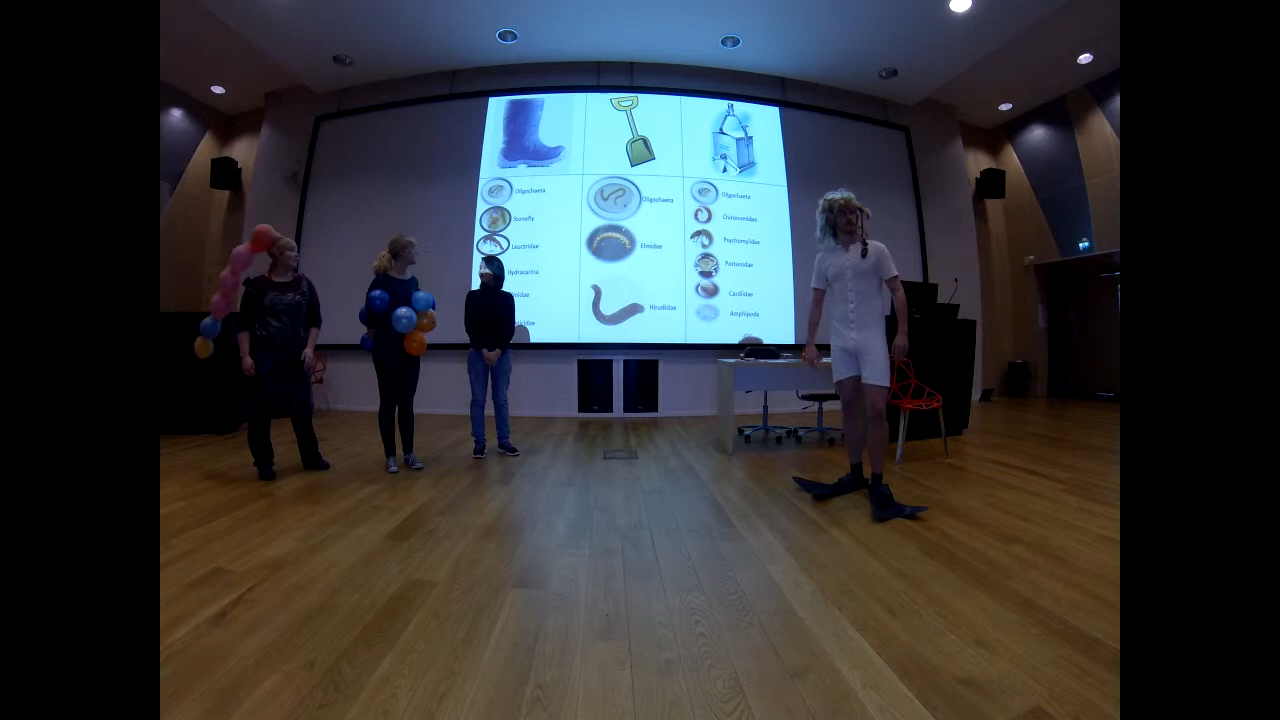 Oligochaeta
Stonefly
Leuctridae
Hydracarina
Oligochaeta
Elmidae
Hirudidae
Oligochaeta
Chironomidae
Psychomyiidae
Portunidae
Cardiidae
Amphipoda